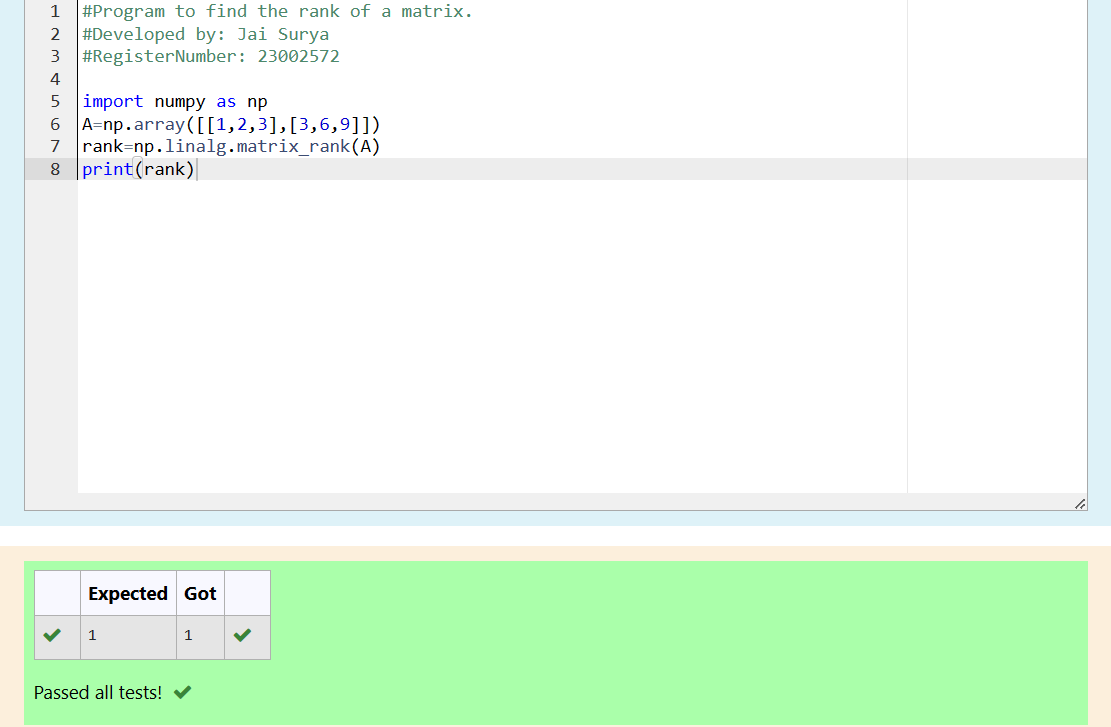 1 #Program to find the rank of a matrix.
2 #Developed by: Jai Surya
3 #RegisterNumber: 23002572
4
5 import numpy as np
6 A=np.array([[1,2,3],[3,6,9]])
7 rank=np.linalg.matrix_rank(A)
8 print(rank)
Expected Got
1 1
Passed all tests!